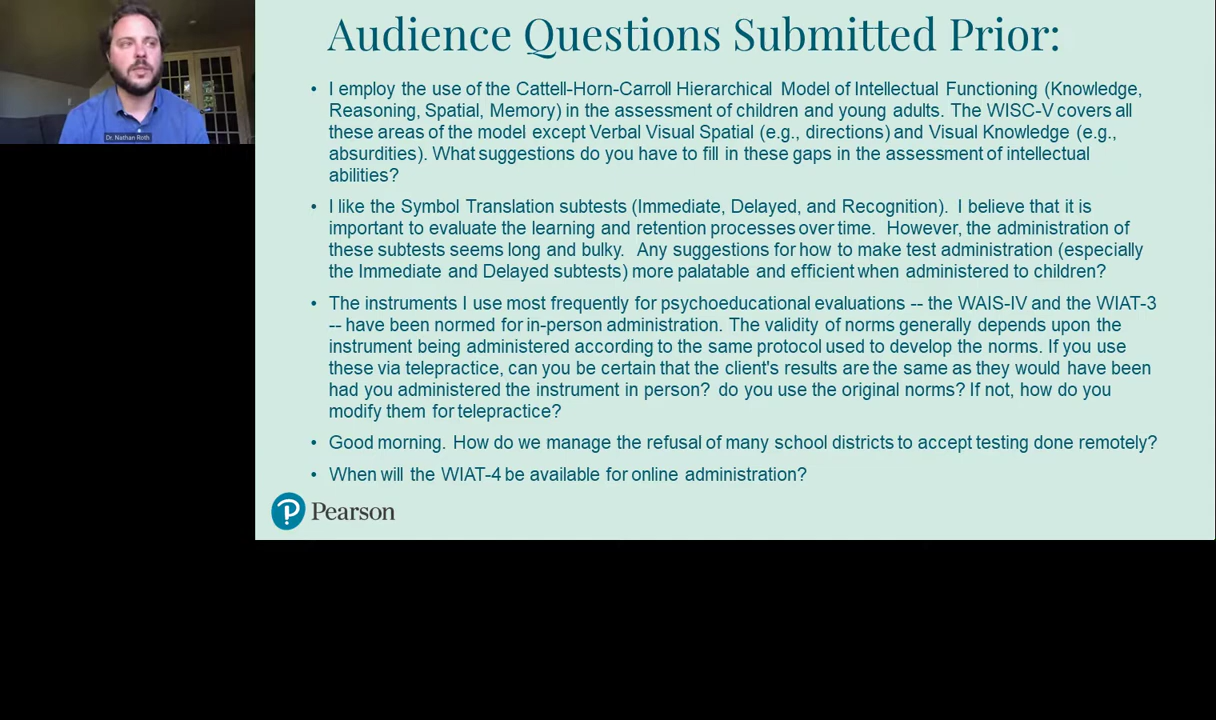 Audience Questions Submitted Prior:
• I employ the use of the Cattell-Horn-Carroll Hierarchical Model of Intellectual Functioning (Knowledge,
Reasoning, Spatial, Memory) in the assessment of children and young adults. The WISC-V covers all
these areas of the model except Verbal Visual Spatial (e.g., directions) and Visual Knowledge (e.g.,
absurdities). What suggestions do you have to fill in these gaps in the assessment of intellectual
abilities?
• I like the Symbol Translation subtests (Immediate, Delayed, and Recognition). I believe that it is
important to evaluate the learning and retention processes over time. However, the administration of
these subtests seems long and bulky. Any suggestions for how to make test administration (especially
the Immediate and Delayed subtests) more palatable and efficient when administered to children?
• The instruments I use most frequently for psychoeducational evaluations -- the WAIS-IV and the WIAT-3
-- have been normed for in-person administration. The validity of norms generally depends upon the
instrument being administered according to the same protocol used to develop the norms. If you use
these via telepractice, can you be certain that the client's results are the same as they would have been
had you administered the instrument in person? do you use the original norms? If not, how do you
modify them for telepractice?
• Good morning. How do we manage the refusal of many school districts to accept testing done remotely?
• When will the WIAT-4 be available for online administration?
Pearson
Dr. Nathan Roth